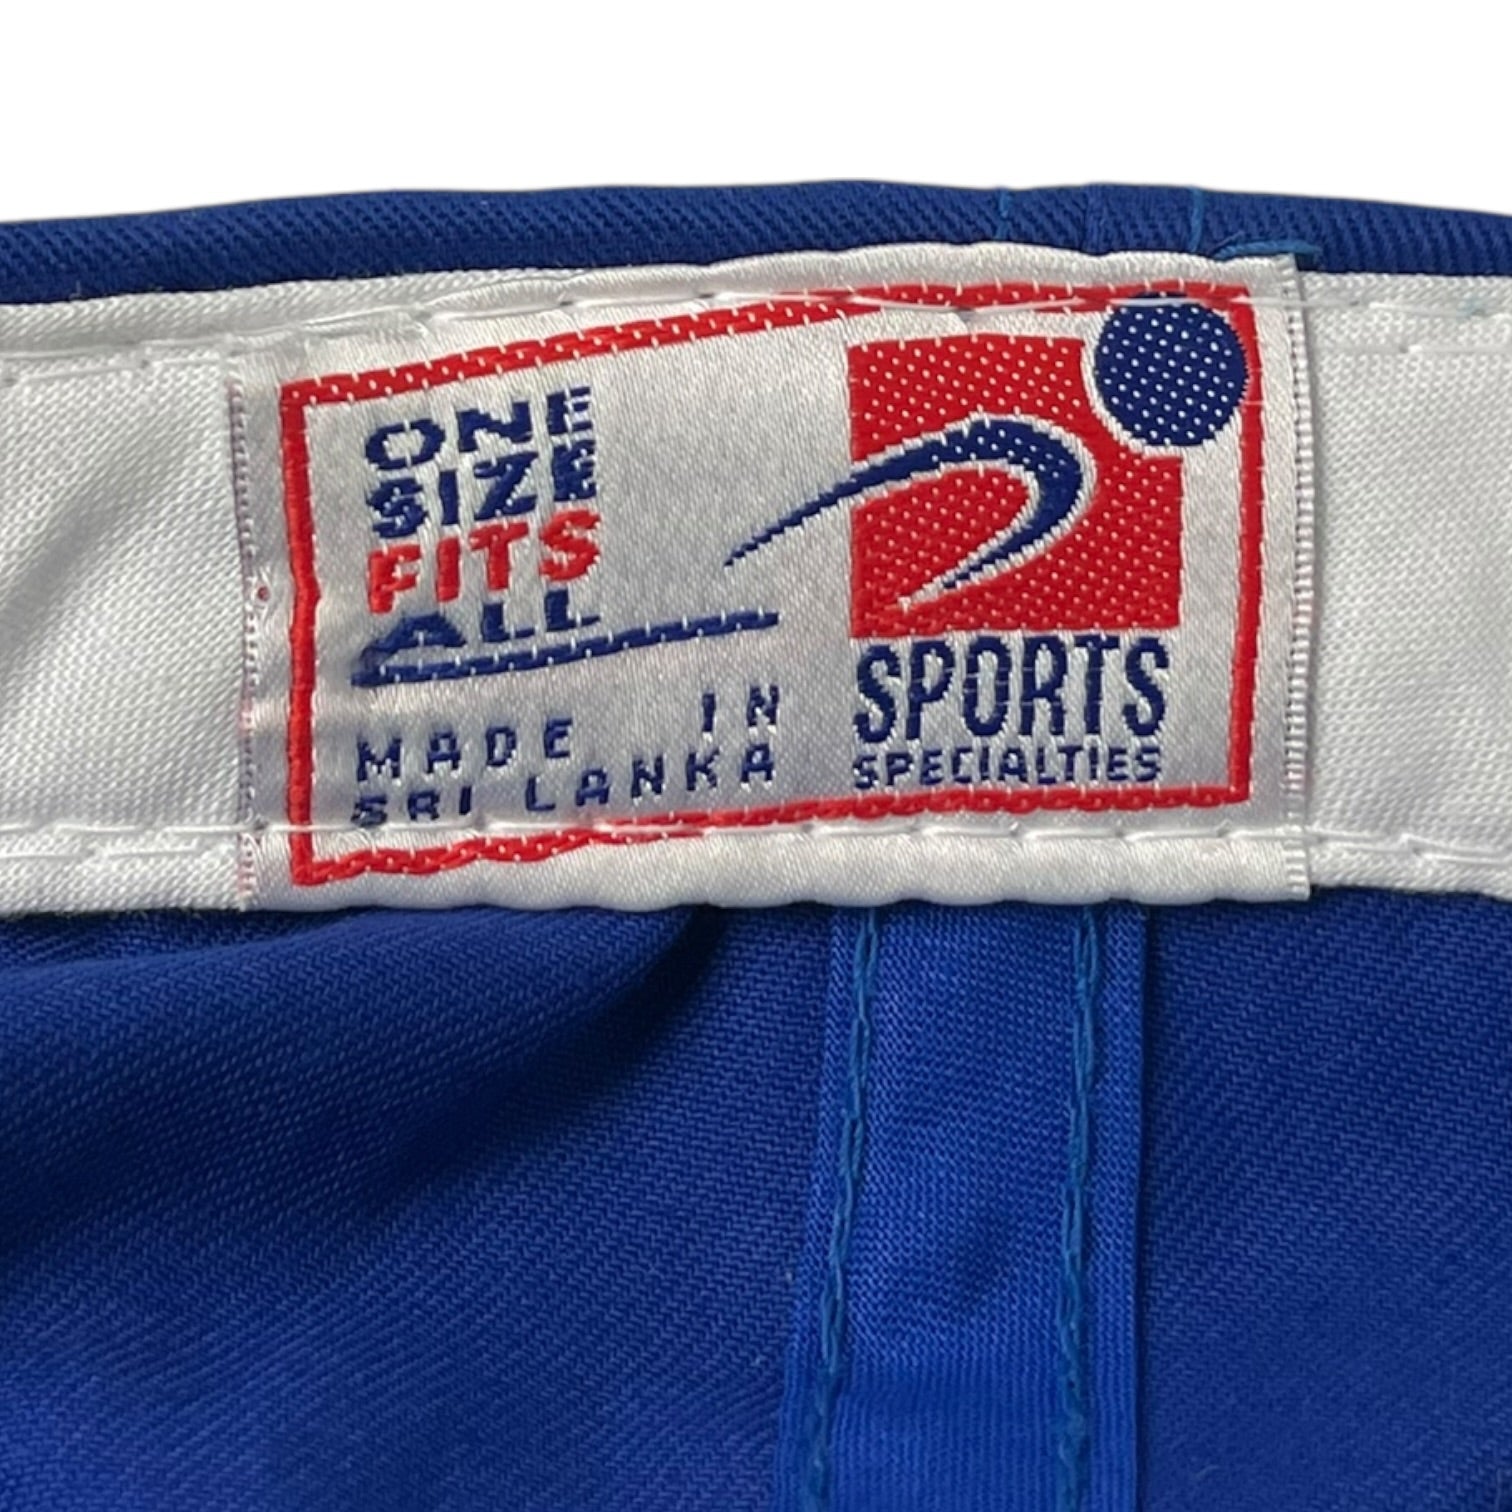 ONE
SIZE
FITS
ALL
MADE IN
SRI LANKA
SPORTS
SPECIALTIES